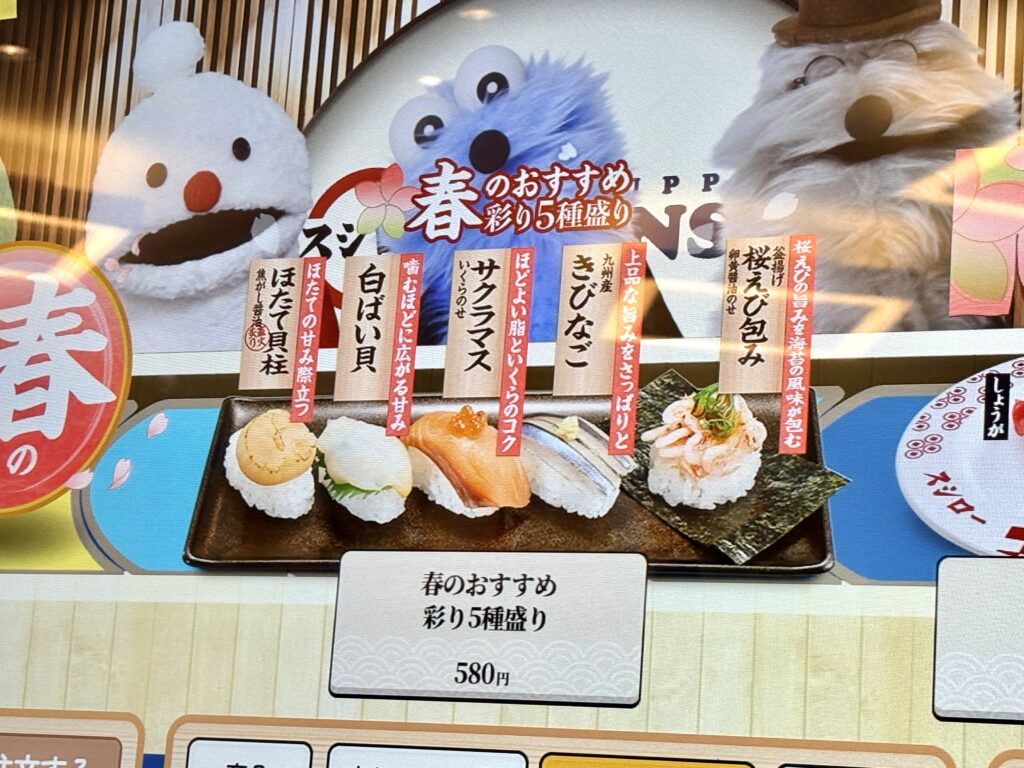 春のおすすめ
彩り5種盛り
スシ
UPP
NS
ほたての甘み際立つ
ほたて貝柱
焦がし醤油
炙り
噛むほどに広がる甘み
白ばい貝
ほどよい脂といくらのコク
サクラマス
いくらのせ
上品な旨みをさっぱりと
九州産
きびなご
桜えびの旨みを海苔の風味が包む
釜揚げ
桜えび包み
卵黄醤油のせ
春
の
しょうが
スシロー
春のおすすめ
彩り5種盛り
580円